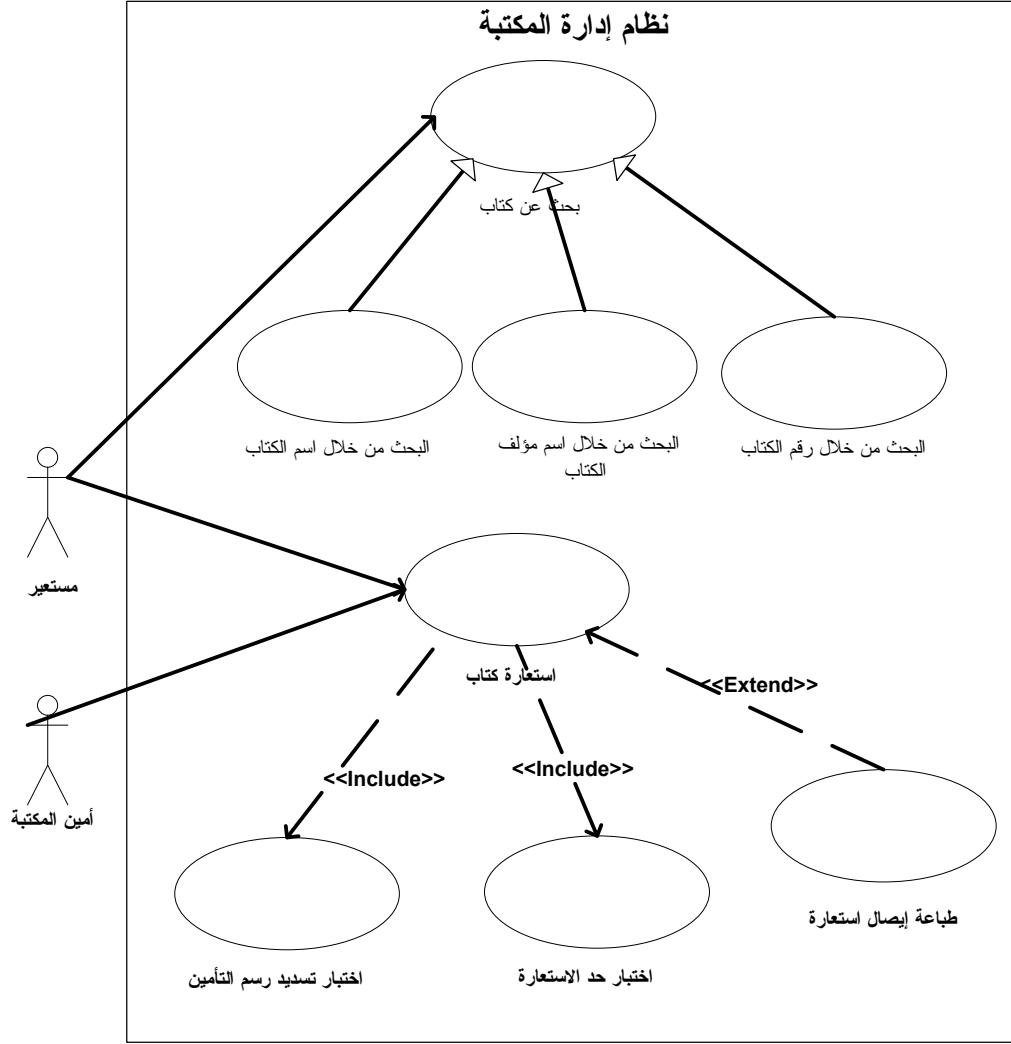 نظام إدارة المكتبة
بحث عن كتاب
البحث من خلال رقم الكتاب
البحث من خلال اسم مؤلف
الكتاب
البحث من خلال اسم الكتاب
مستعير
استعارة كتاب
<<Extend>>
<<Include>>
<<Include>>
أمين المكتبة
طباعة إيصال استعارة
اختبار حد الاستعارة
اختبار تسديد رسم التأمين